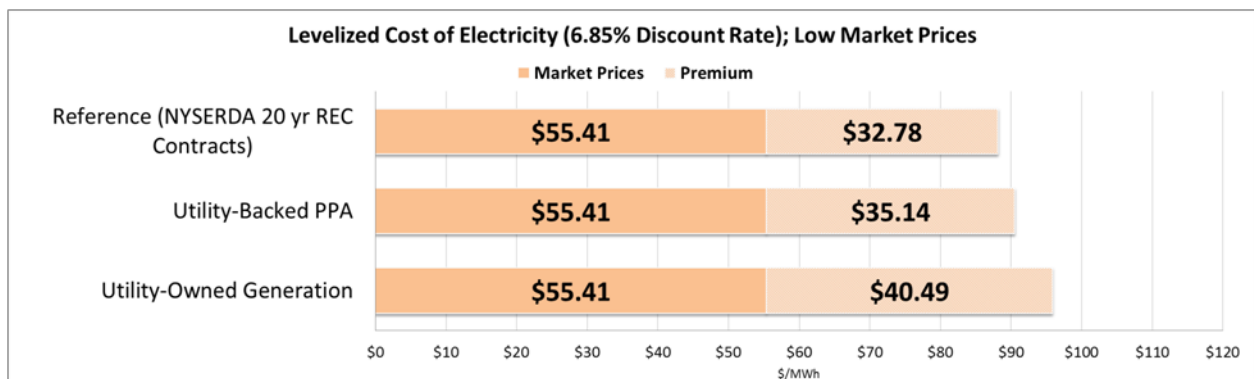 Levelized Cost of Electricity (6.85% Discount Rate); Low Market Prices
Market Prices Premium
Reference (NYSERDA 20 yr REC
Contracts)
$55.41 $32.78
Utility-Backed PPA $55.41 $35.14
Utility-Owned Generation $55.41 $40.49
$0 $10 $20 $30 $40 $50 $60 $70 $80 $90 $100 $110 $120
$/MWh